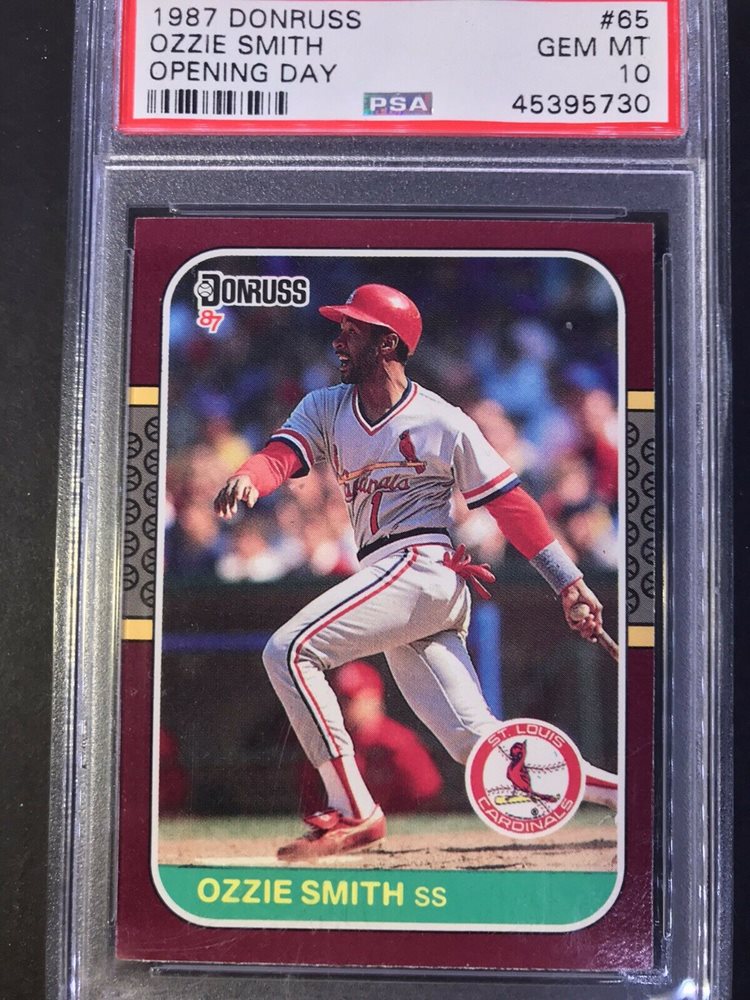 1987 DONRUSS #65
OZZIE SMITH GEM MT
OPENING DAY 10
PSA 45395730
DONRUSS
87
Cardinals
1
ST. LOUIS
CARDINALS
®
OZZIE SMITH SS